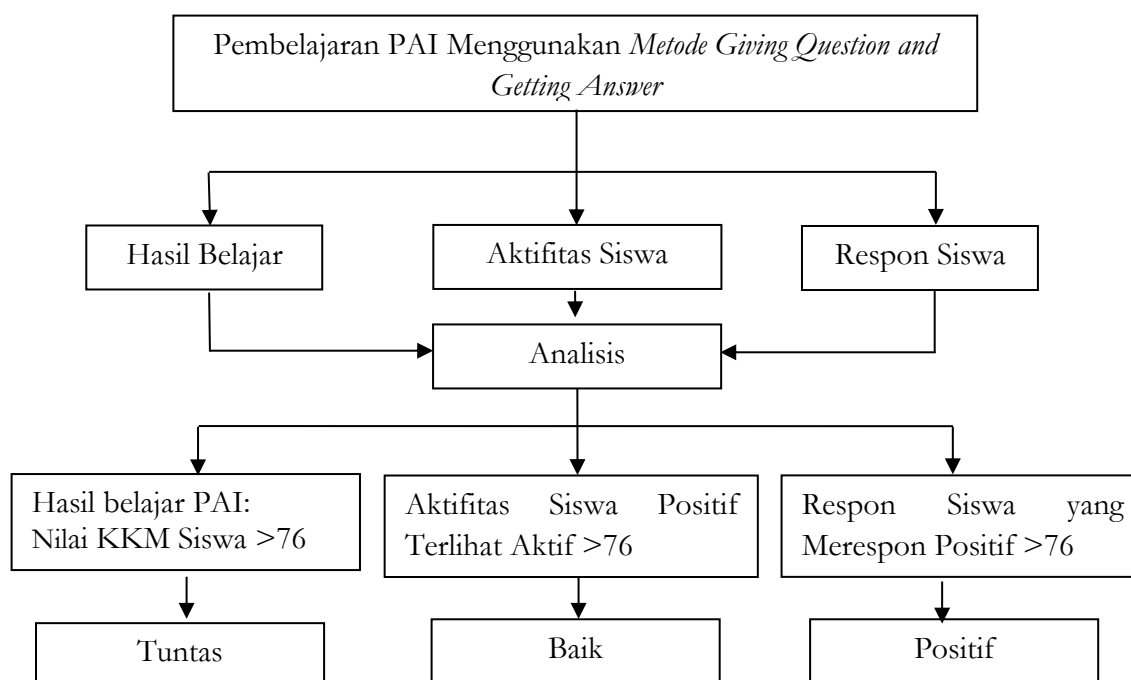 Pembelajaran PAI Menggunakan Metode Giving Question and
Getting Answer
Hasil Belajar
Aktifitas Siswa
Respon Siswa
Analisis
Hasil belajar PAI:
Nilai KKM Siswa >76
Aktifitas Siswa Positif
Terlihat Aktif >76
Respon Siswa yang
Merespon Positif >76
Tuntas
Baik
Positif